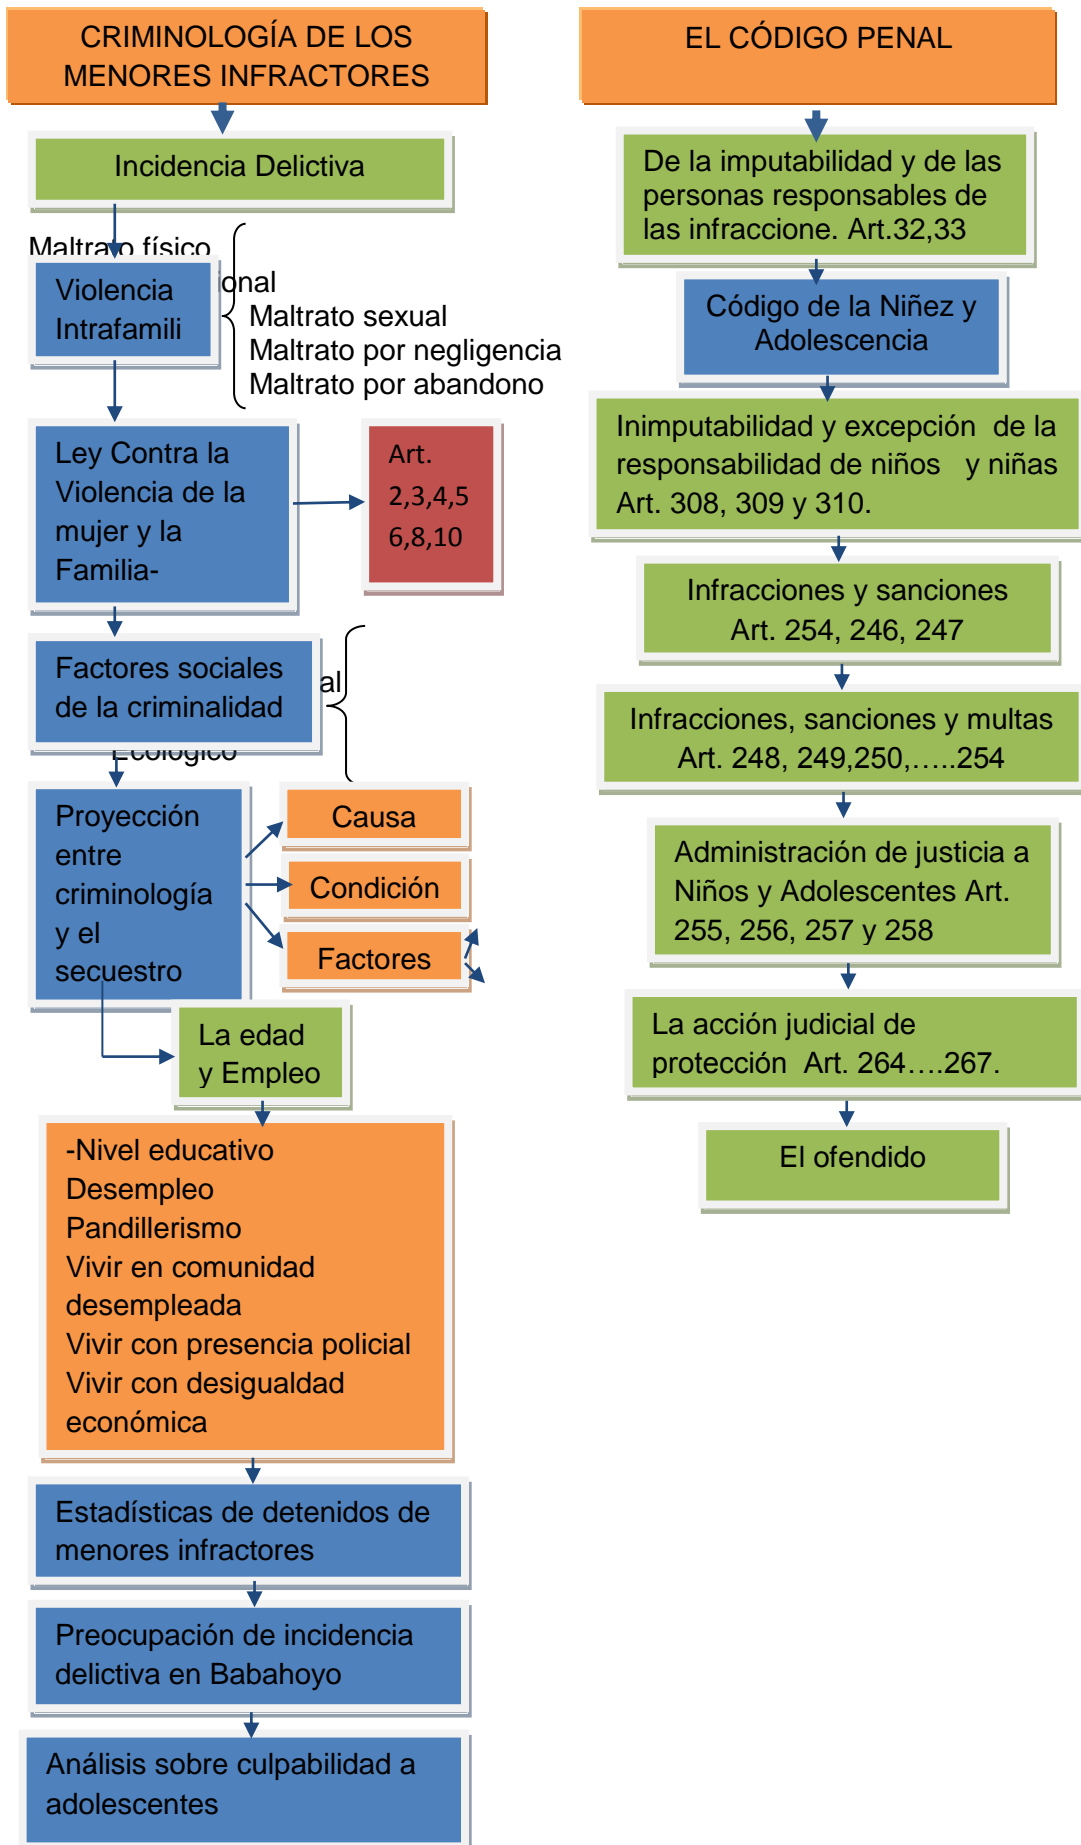 CRIMINOLOGÍA DE LOS
MENORES INFRACTORES
Incidencia Delictiva
Maltrato físico
ional
Violencia
Intrafamili
Maltrato sexual
Maltrato por negligencia
Maltrato por abandono
Ley Contra la
Violencia de la
mujer y la
Familia-
Art.
2,3,4,5
6,8,10
Factores sociales
de la criminalidad
al
Ecológico
Proyección
entre
criminología
y el
secuestro
Causa
Condición
Factores
La edad
y Empleo
-Nivel educativo
Desempleo
Pandillerismo
Vivir en comunidad
desempleada
Vivir con presencia policial
Vivir con desigualdad
económica
Estadísticas de detenidos de
menores infractores
Preocupación de incidencia
delictiva en Babahoyo
Análisis sobre culpabilidad a
adolescentes
EL CÓDIGO PENAL
De la imputabilidad y de las
personas responsables de
las infraccione. Art.32,33
Código de la Niñez y
Adolescencia
Inimputabilidad y excepción de la
responsabilidad de niños y niñas
Art. 308, 309 y 310.
Infracciones y sanciones
Art. 254, 246, 247
Infracciones, sanciones y multas
Art. 248, 249,250,…..254
Administración de justicia a
Niños y Adolescentes Art.
255, 256, 257 y 258
La acción judicial de
protección Art. 264….267.
El ofendido